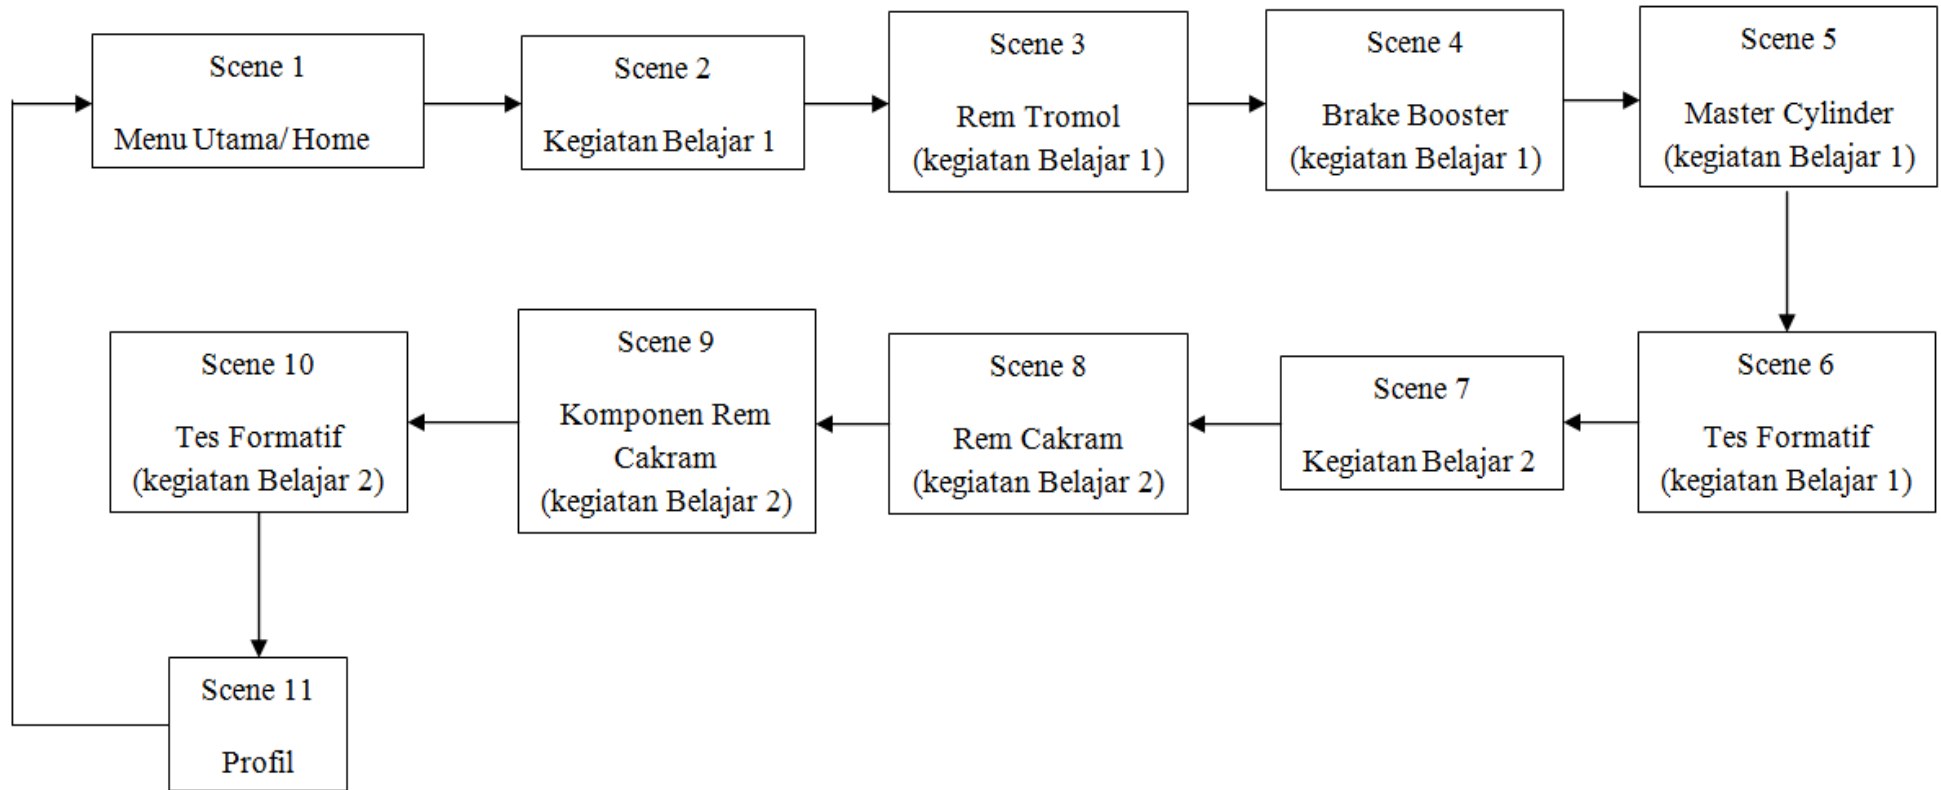 Scene 1
Menu Utama/ Home
Scene 2
Kegiatan Belajar 1
Scene 3
Rem Tromol
(kegiatan Belajar 1)
Scene 4
Brake Booster
(kegiatan Belajar 1)
Scene 5
Master Cylinder
(kegiatan Belajar 1)
Scene 6
Tes Formatif
(kegiatan Belajar 1)
Scene 7
Kegiatan Belajar 2
Scene 8
Rem Cakram
(kegiatan Belajar 2)
Scene 9
Komponen Rem
Cakram
(kegiatan Belajar 2)
Scene 10
Tes Formatif
(kegiatan Belajar 2)
Scene 11
Profil